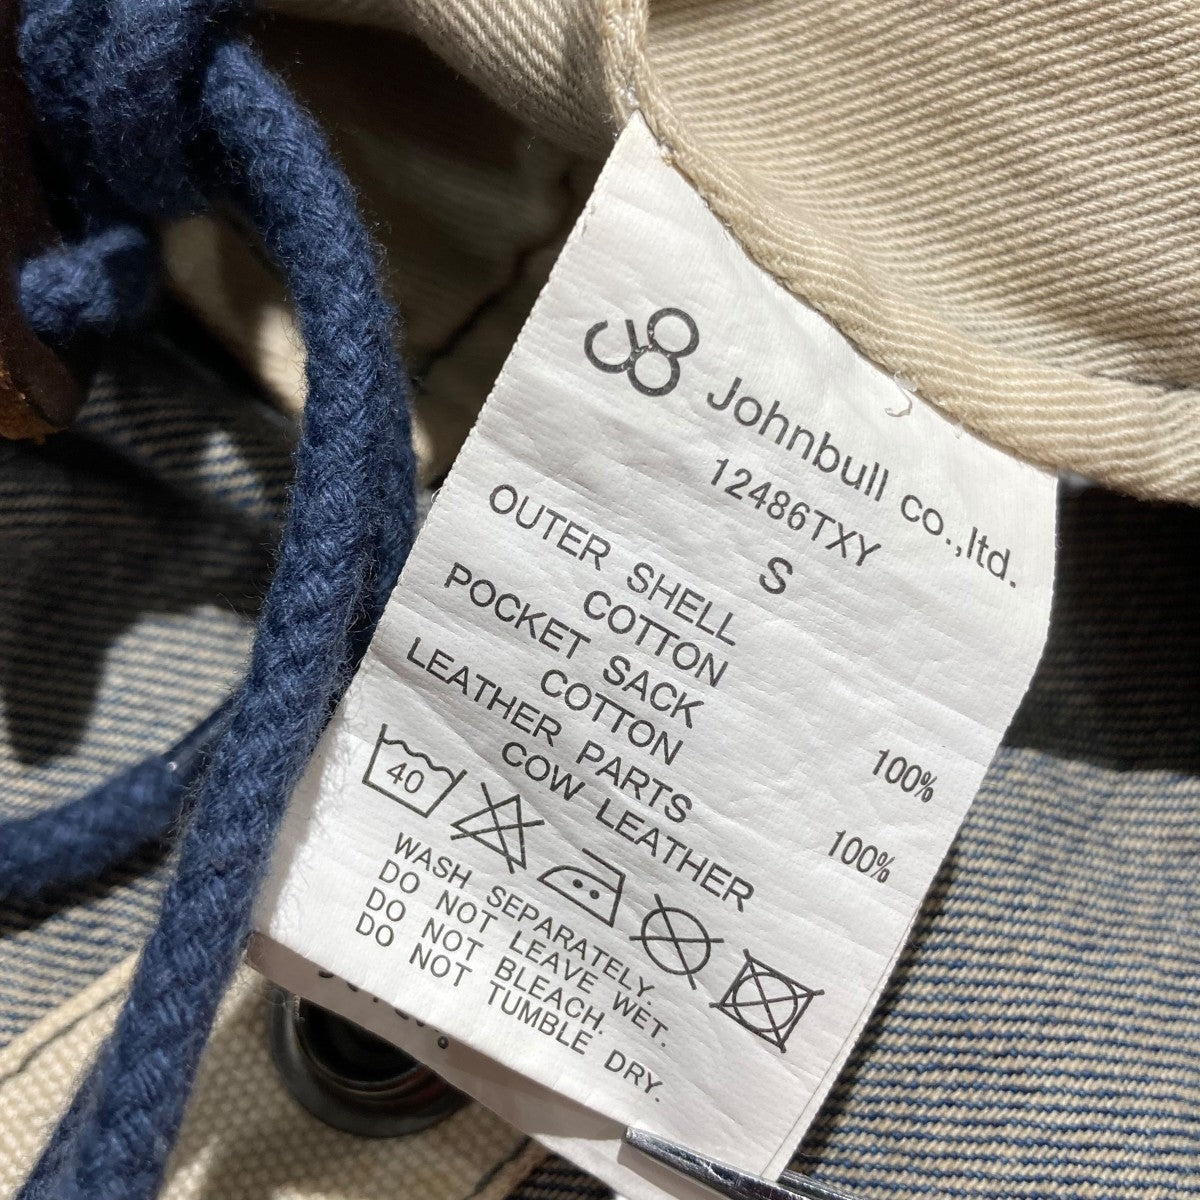 Johnbull co.,ltd.
12486TXY
S
OUTER SHELL
COTTON 100%
POCKET SACK
COTTON 100%
LEATHER PARTS
COW LEATHER
40
WASH SEPARATELY.
DO NOT LEAVE WET.
DO NOT BLEACH.
DO NOT TUMBLE DRY.